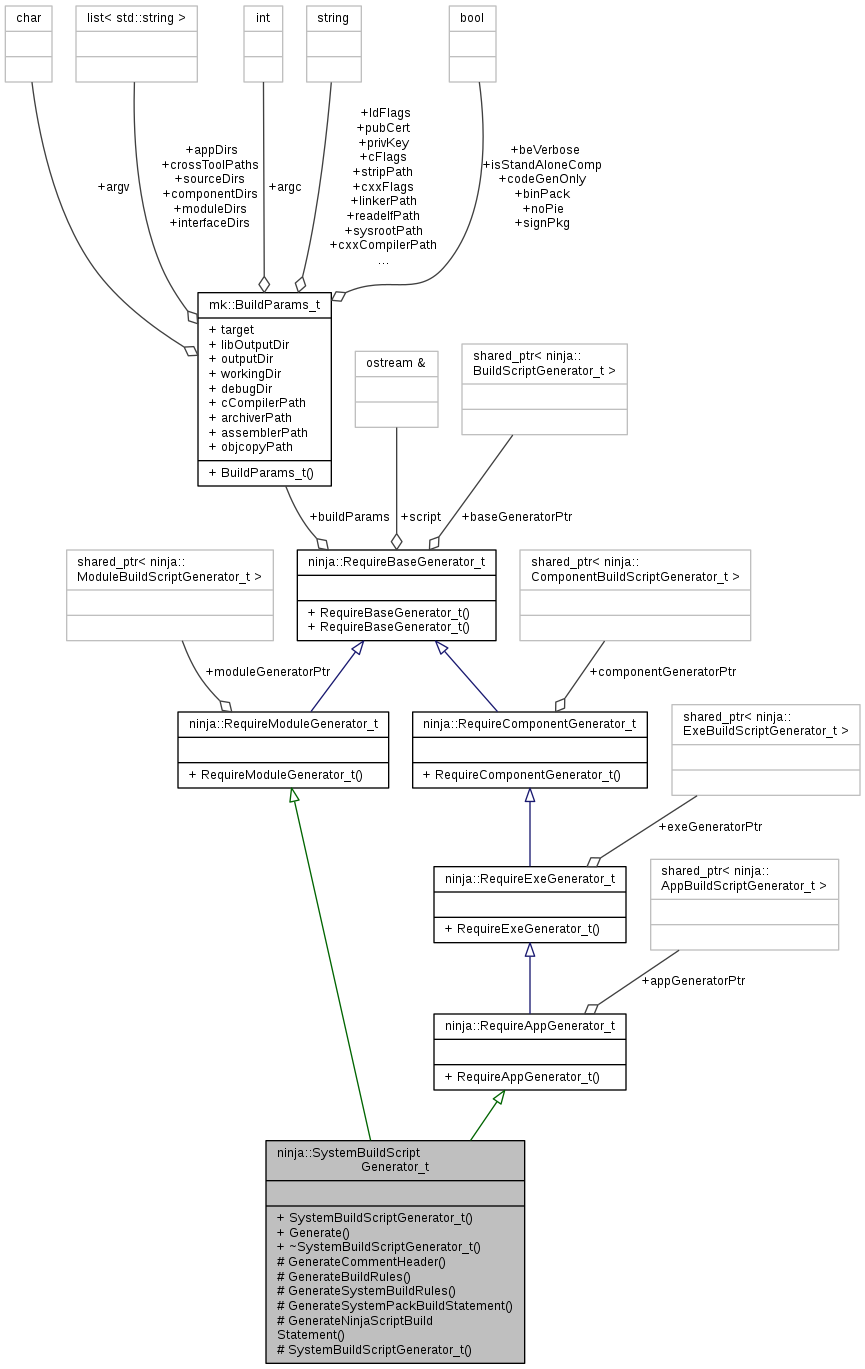 char
list< std::string >
int
string
bool
+argv
+appDirs
+crossToolPaths
+sourceDirs
+componentDirs
+moduleDirs
+interfaceDirs
+argc
+ldFlags
+pubCert
+privKey
+cFlags
+stripPath
+cxxFlags
+linkerPath
+readelfPath
+sysrootPath
+cxxCompilerPath
...
+beVerbose
+isStandAloneComp
+codeGenOnly
+binPack
+noPie
+signPkg
mk::BuildParams_t
+ target
+ libOutputDir
+ outputDir
+ workingDir
+ debugDir
+ cCompilerPath
+ archiverPath
+ assemblerPath
+ objcopyPath
+ BuildParams_t()
ostream &
shared_ptr< ninja::
BuildScriptGenerator_t >
+buildParams
+script
+baseGeneratorPtr
shared_ptr< ninja::
ModuleBuildScriptGenerator_t >
ninja::RequireBaseGenerator_t
+ RequireBaseGenerator_t()
+ RequireBaseGenerator_t()
shared_ptr< ninja::
ComponentBuildScriptGenerator_t >
+moduleGeneratorPtr
+componentGeneratorPtr
ninja::RequireModuleGenerator_t
+ RequireModuleGenerator_t()
ninja::RequireComponentGenerator_t
+ RequireComponentGenerator_t()
shared_ptr< ninja::
ExeBuildScriptGenerator_t >
+exeGeneratorPtr
ninja::RequireExeGenerator_t
+ RequireExeGenerator_t()
shared_ptr< ninja::
AppBuildScriptGenerator_t >
+appGeneratorPtr
ninja::RequireAppGenerator_t
+ RequireAppGenerator_t()
ninja::SystemBuildScript
Generator_t
+ SystemBuildScriptGenerator_t()
+ Generate()
+ ~SystemBuildScriptGenerator_t()
# GenerateCommentHeader()
# GenerateBuildRules()
# GenerateSystemBuildRules()
# GenerateSystemPackBuildStatement()
# GenerateNinjaScriptBuild
Statement()
# SystemBuildScriptGenerator_t()